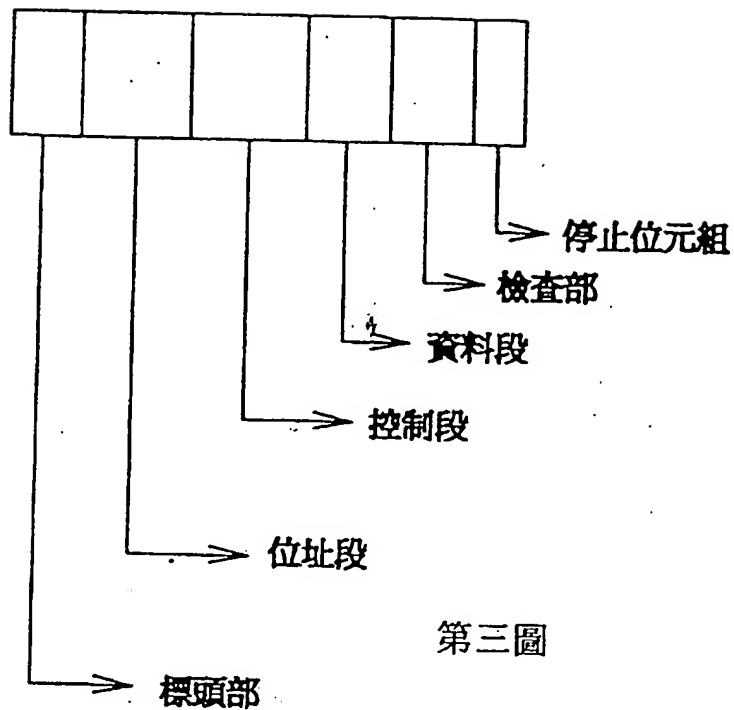 停止位元組
檢查部
資料段
控制段
位址段
第三圖
標頭部